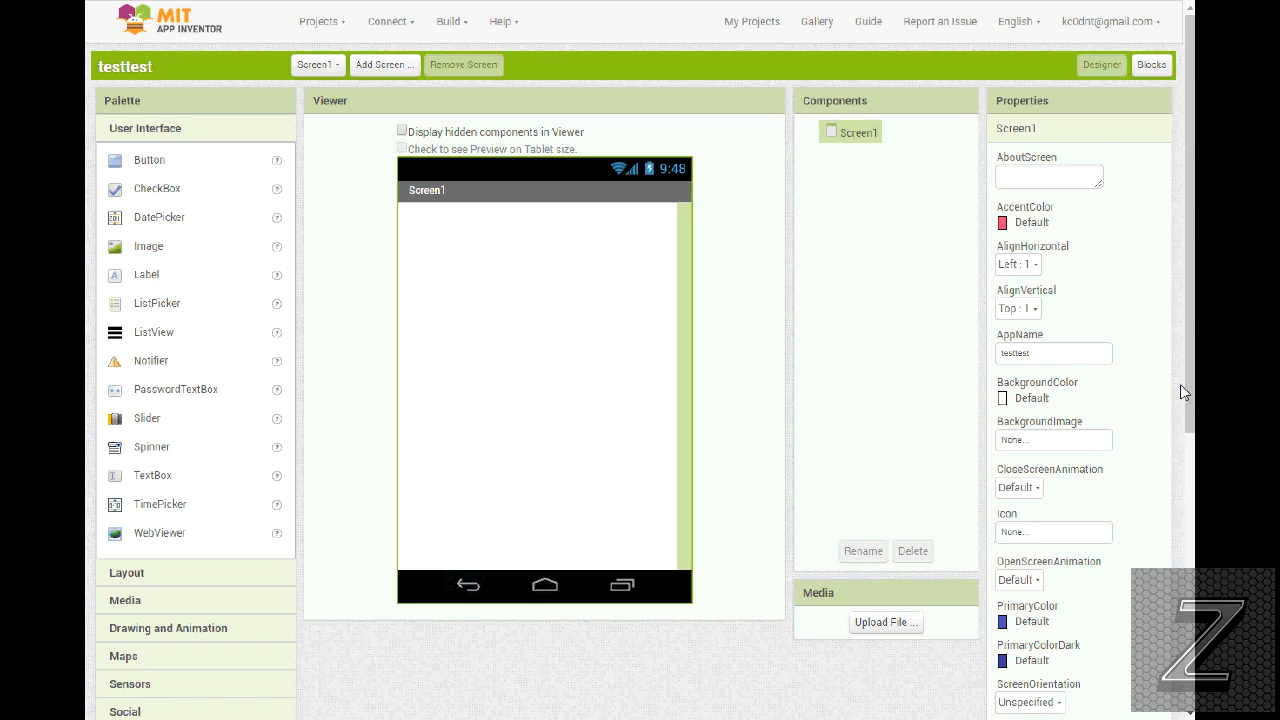 MIT
APP INVENTOR
Projects
Connect
Build
Help
My Projects
Gallery
Guide
Report an Issue
English
kc0dnt@gmail.com
testtest
Screen1
Add Screen ...
Remove Screen
Designer
Blocks
Palette
User Interface
Button
CheckBox
DatePicker
Image
Label
ListPicker
ListView
Notifier
PasswordTextBox
Slider
Spinner
TextBox
TimePicker
WebViewer
Layout
Media
Drawing and Animation
Maps
Sensors
Social
Viewer
Display hidden components in Viewer
Check to see Preview on Tablet size.
9:48
Screen1
Components
Screen1
Rename
Delete
Media
Upload File ...
Properties
Screen1
AboutScreen
AccentColor
Default
AlignHorizontal
Left : 1
AlignVertical
Top : 1
AppName
testtest
BackgroundColor
Default
BackgroundImage
None...
CloseScreenAnimation
Default
Icon
None...
OpenScreenAnimation
Default
PrimaryColor
Default
PrimaryColorDark
Default
ScreenOrientation
Unspecified
Z